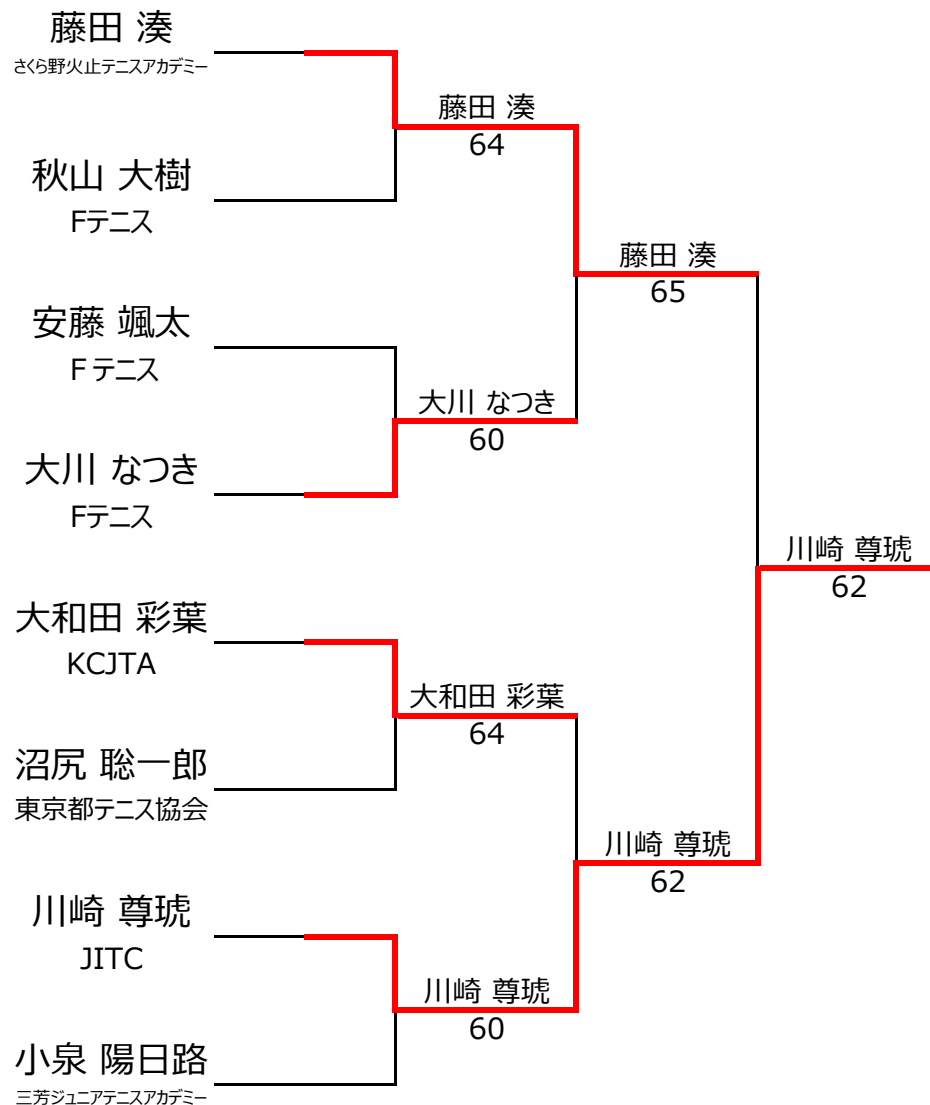 藤田 湊
さくら野火止テニスアカデミー
秋山 大樹
Fテニス
安藤 颯太
Ｆテニス
大川 なつき
Fテニス
大和田 彩葉
KCJTA
沼尻 聡一郎
東京都テニス協会
川崎 尊琥
JITC
小泉 陽日路
三芳ジュニアテニスアカデミー
藤田 湊
64
大川 なつき
60
大和田 彩葉
64
川崎 尊琥
60
藤田 湊
65
川崎 尊琥
62
川崎 尊琥
62